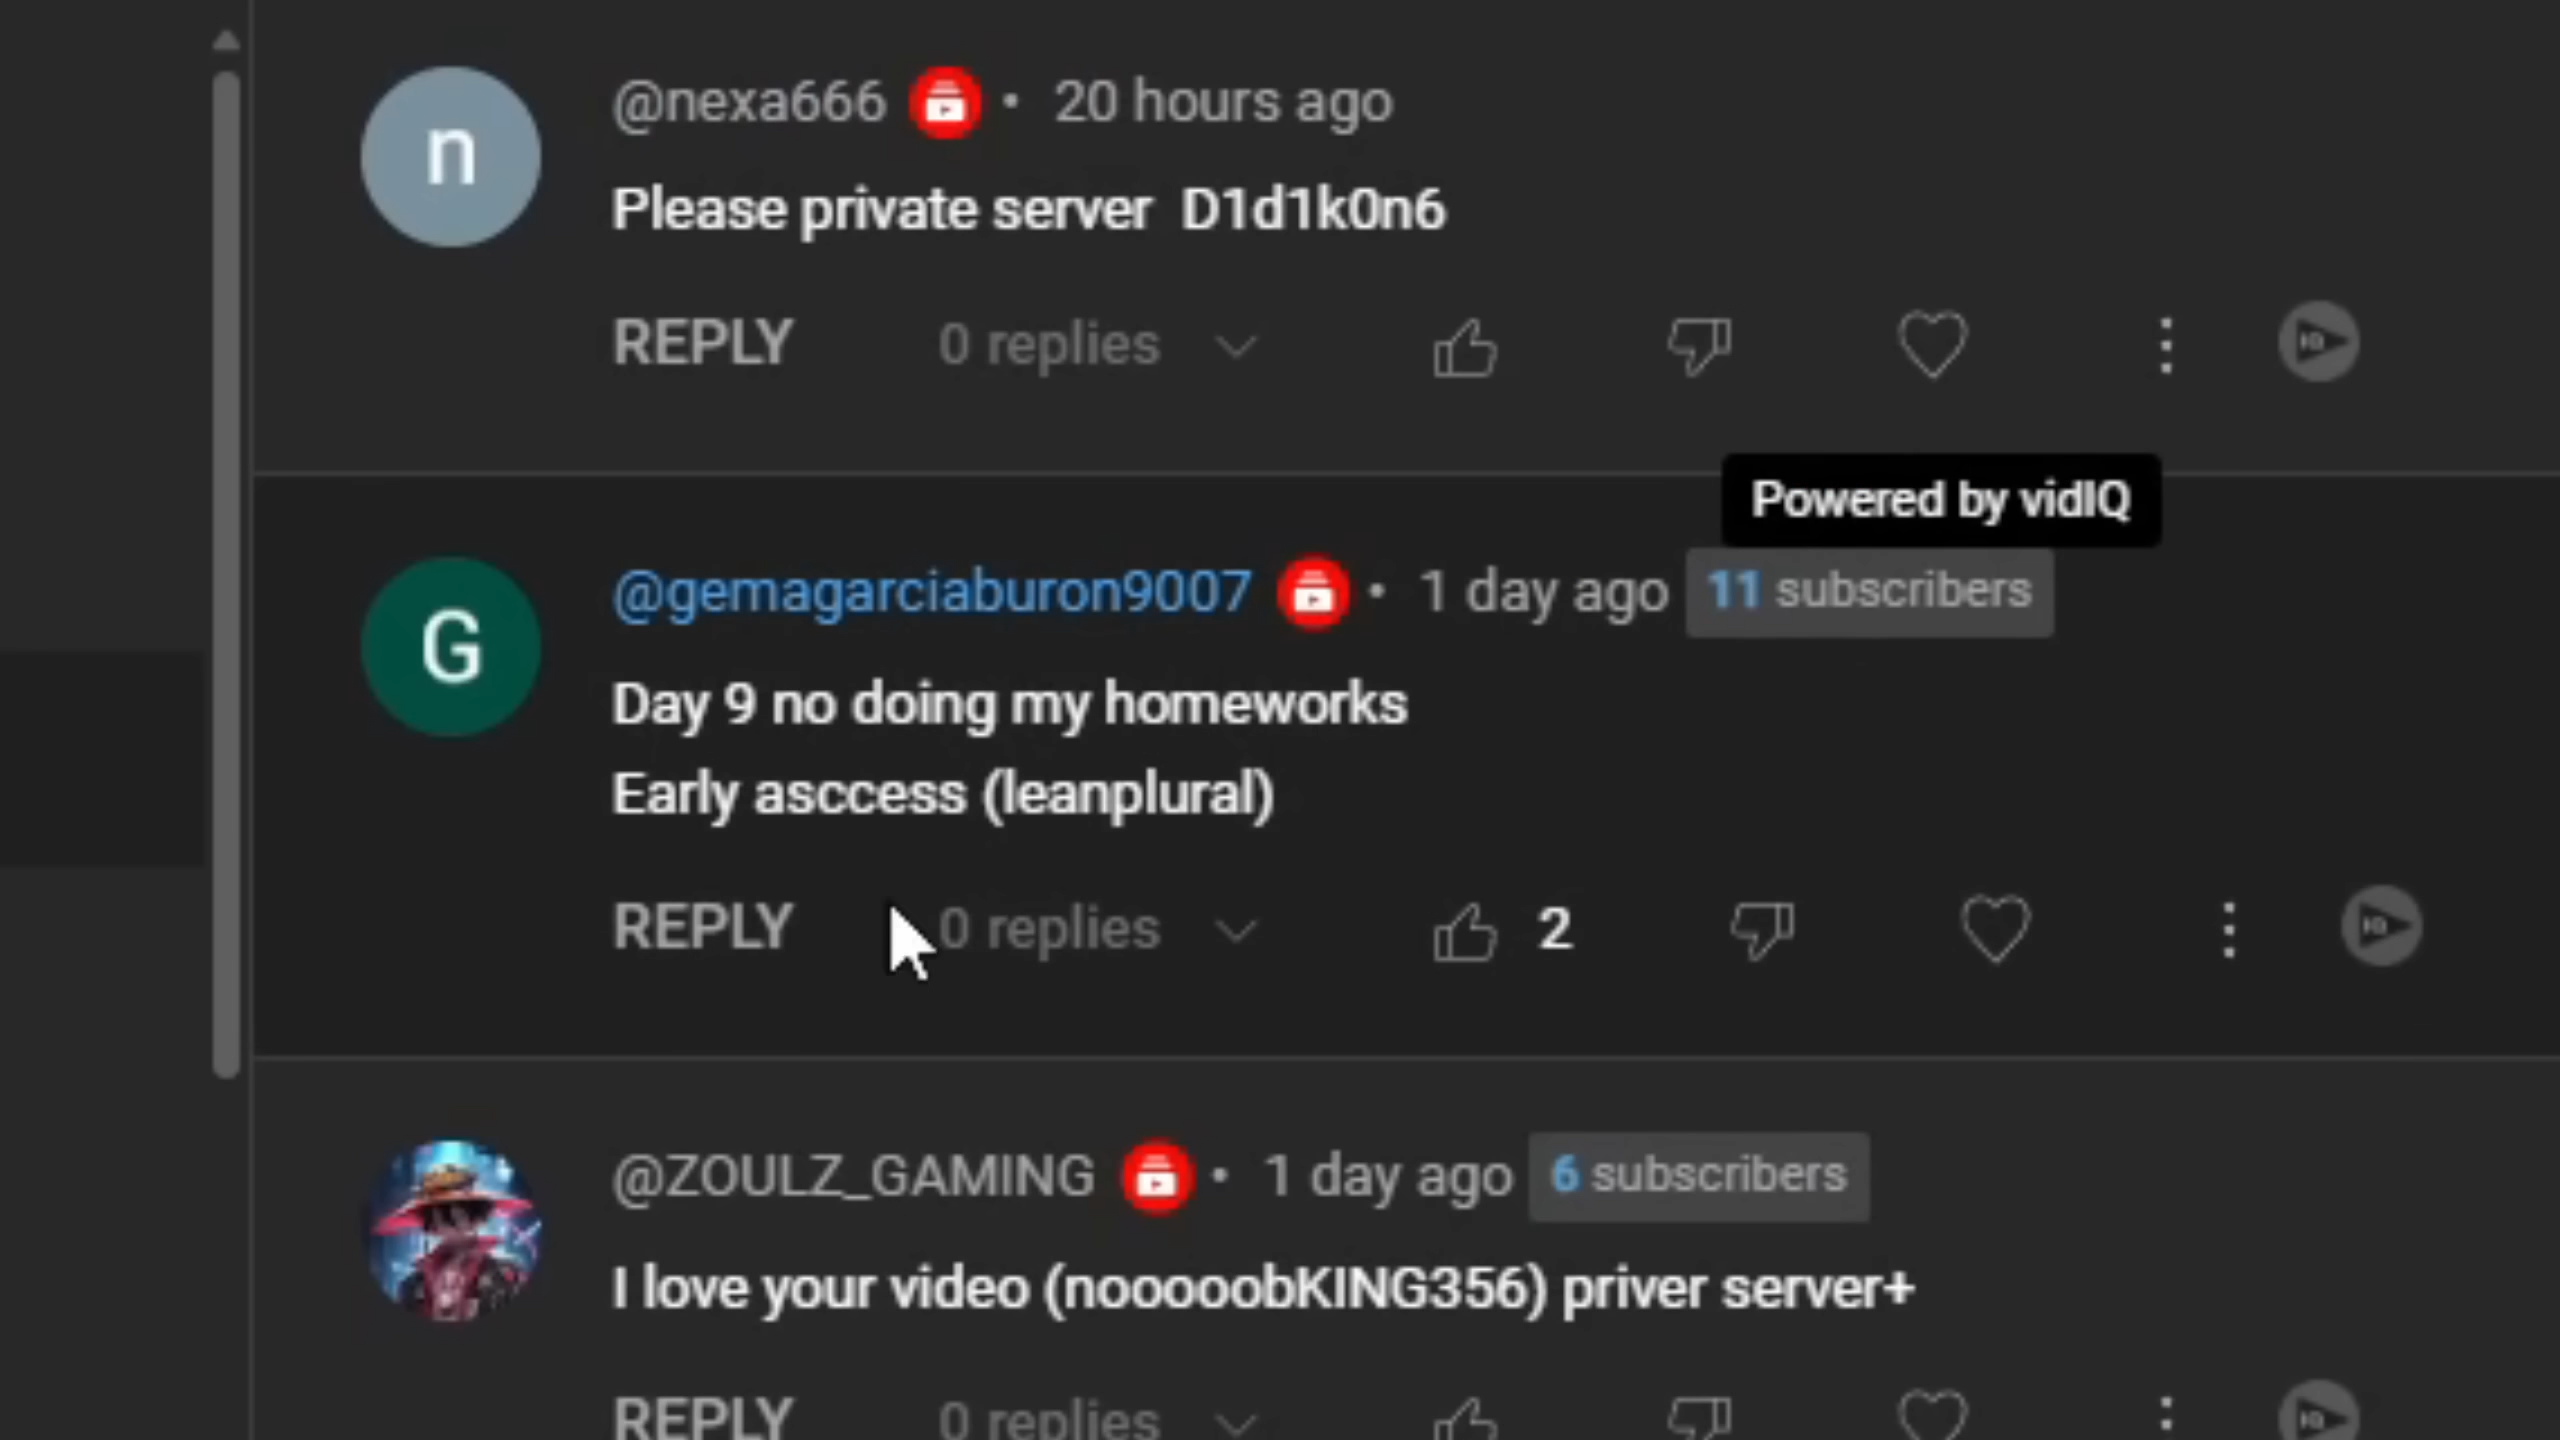 n
@nexa666 • 20 hours ago
Please private server D1d1k0n6
REPLY 0 replies
Powered by vidIQ
G
@gemagarciaburon9007 • 1 day ago 11 subscribers
Day 9 no doing my homeworks
Early asccess (leanplural)
REPLY 0 replies 2
@ZOULZ_GAMING • 1 day ago 6 subscribers
I love your video (nooooobKING356) priver server+
REPLY 0 replies